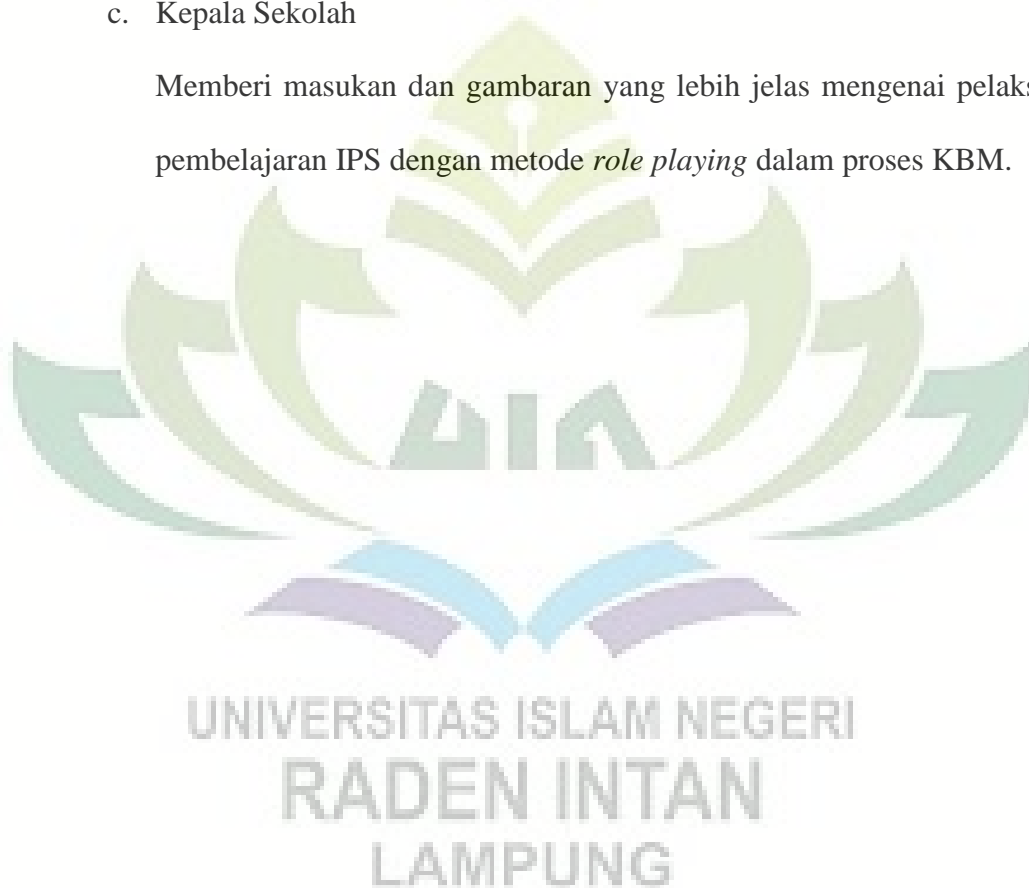 c. Kepala Sekolah
Memberi masukan dan gambaran yang lebih jelas mengenai
pembelajaran IPS dengan metode role playing dalam proses KBM.
UIN
UNIVERSITAS ISLAM NEGERI
RADEN INTAN
LAMPUNG